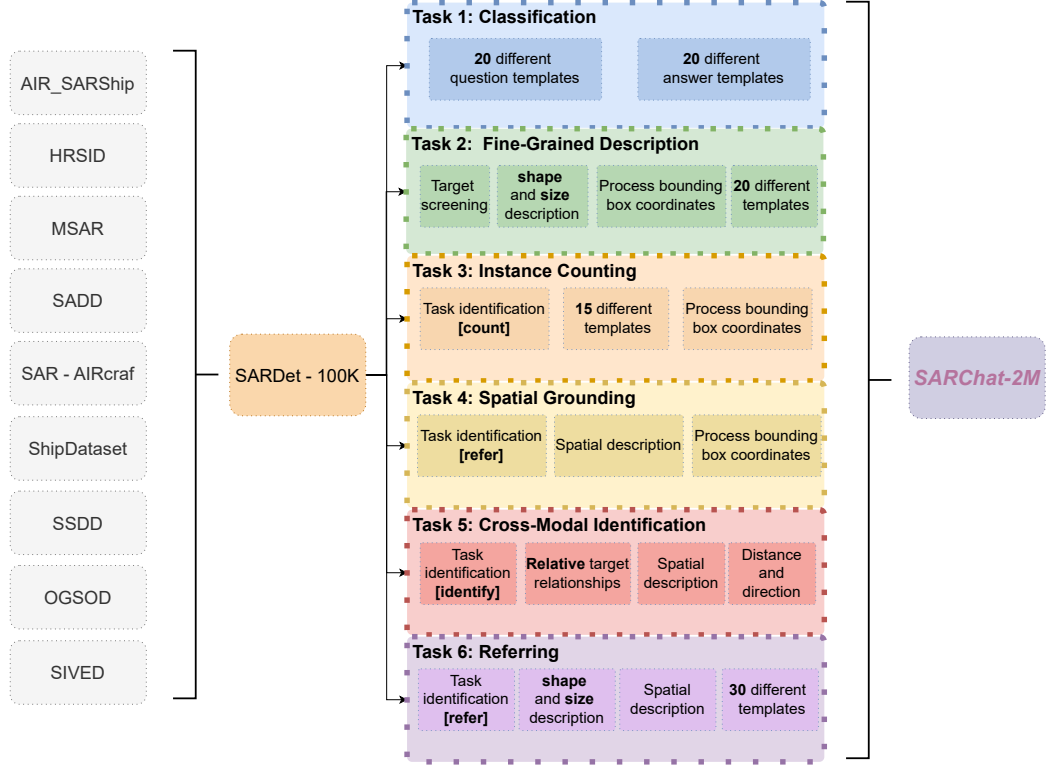 AIR_SARShip
HRSID
MSAR
SADD
SAR - AIRcraf
ShipDataset
SSDD
OGSOD
SIVED
SARDet - 100K
Task 1: Classification
20 different
question templates
20 different
answer templates
Task 2:  Fine-Grained Description
Target
screening
shape
and size
description
Process bounding
box coordinates
20 different
templates
Task 3: Instance Counting
Task identification
[count]
15 different
templates
Process bounding
box coordinates
Task 4: Spatial Grounding
Task identification
[refer]
Spatial description
Process bounding
box coordinates
Task 5: Cross-Modal Identification
Task
identification
[identify]
Relative target
relationships
Spatial
description
Distance
and
direction
Task 6: Referring
Task
identification
[refer]
shape
and size
description
Spatial
description
30 different
templates
SARChat-2M